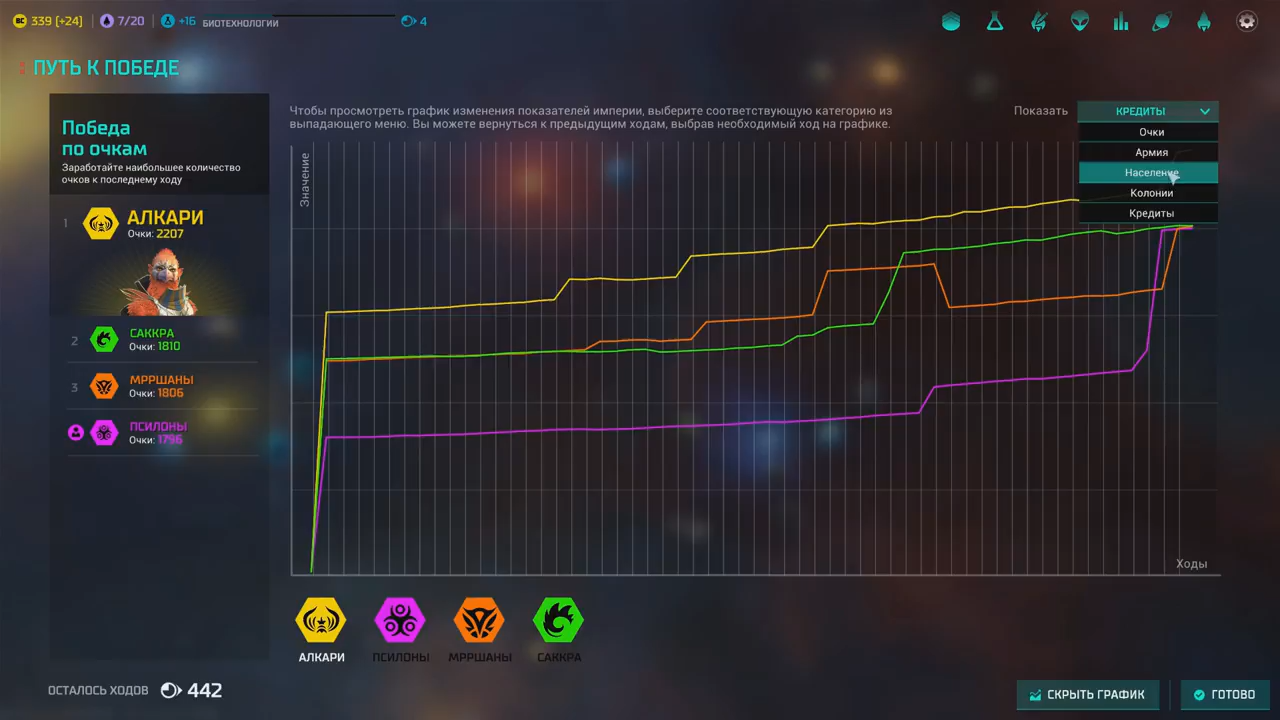 BC 339 [+24] 7/20 +16 БИОТЕХНОЛОГИИ 4
ПУТЬ К ПОБЕДЕ
Победа
по очкам
Заработайте наибольшее количество
очков к последнему ходу
1 АЛКАРИ
Очки: 2207
2 САККРА
Очки: 1810
3 МРРШАНЫ
Очки: 1806
ПСИЛОНЫ
Очки: 1796
Чтобы просмотреть график изменения показателей империи, выберите соответствующую категорию из
выпадающего меню. Вы можете вернуться к предыдущим ходам, выбрав необходимый ход на графике.
Показать КРЕДИТЫ
Очки
Армия
Население
Колонии
Кредиты
Значение
Ходы
АЛКАРИ ПСИЛОНЫ МРРШАНЫ САККРА
ОСТАЛОСЬ ХОДОВ 442
СКРЫТЬ ГРАФИК ГОТОВО